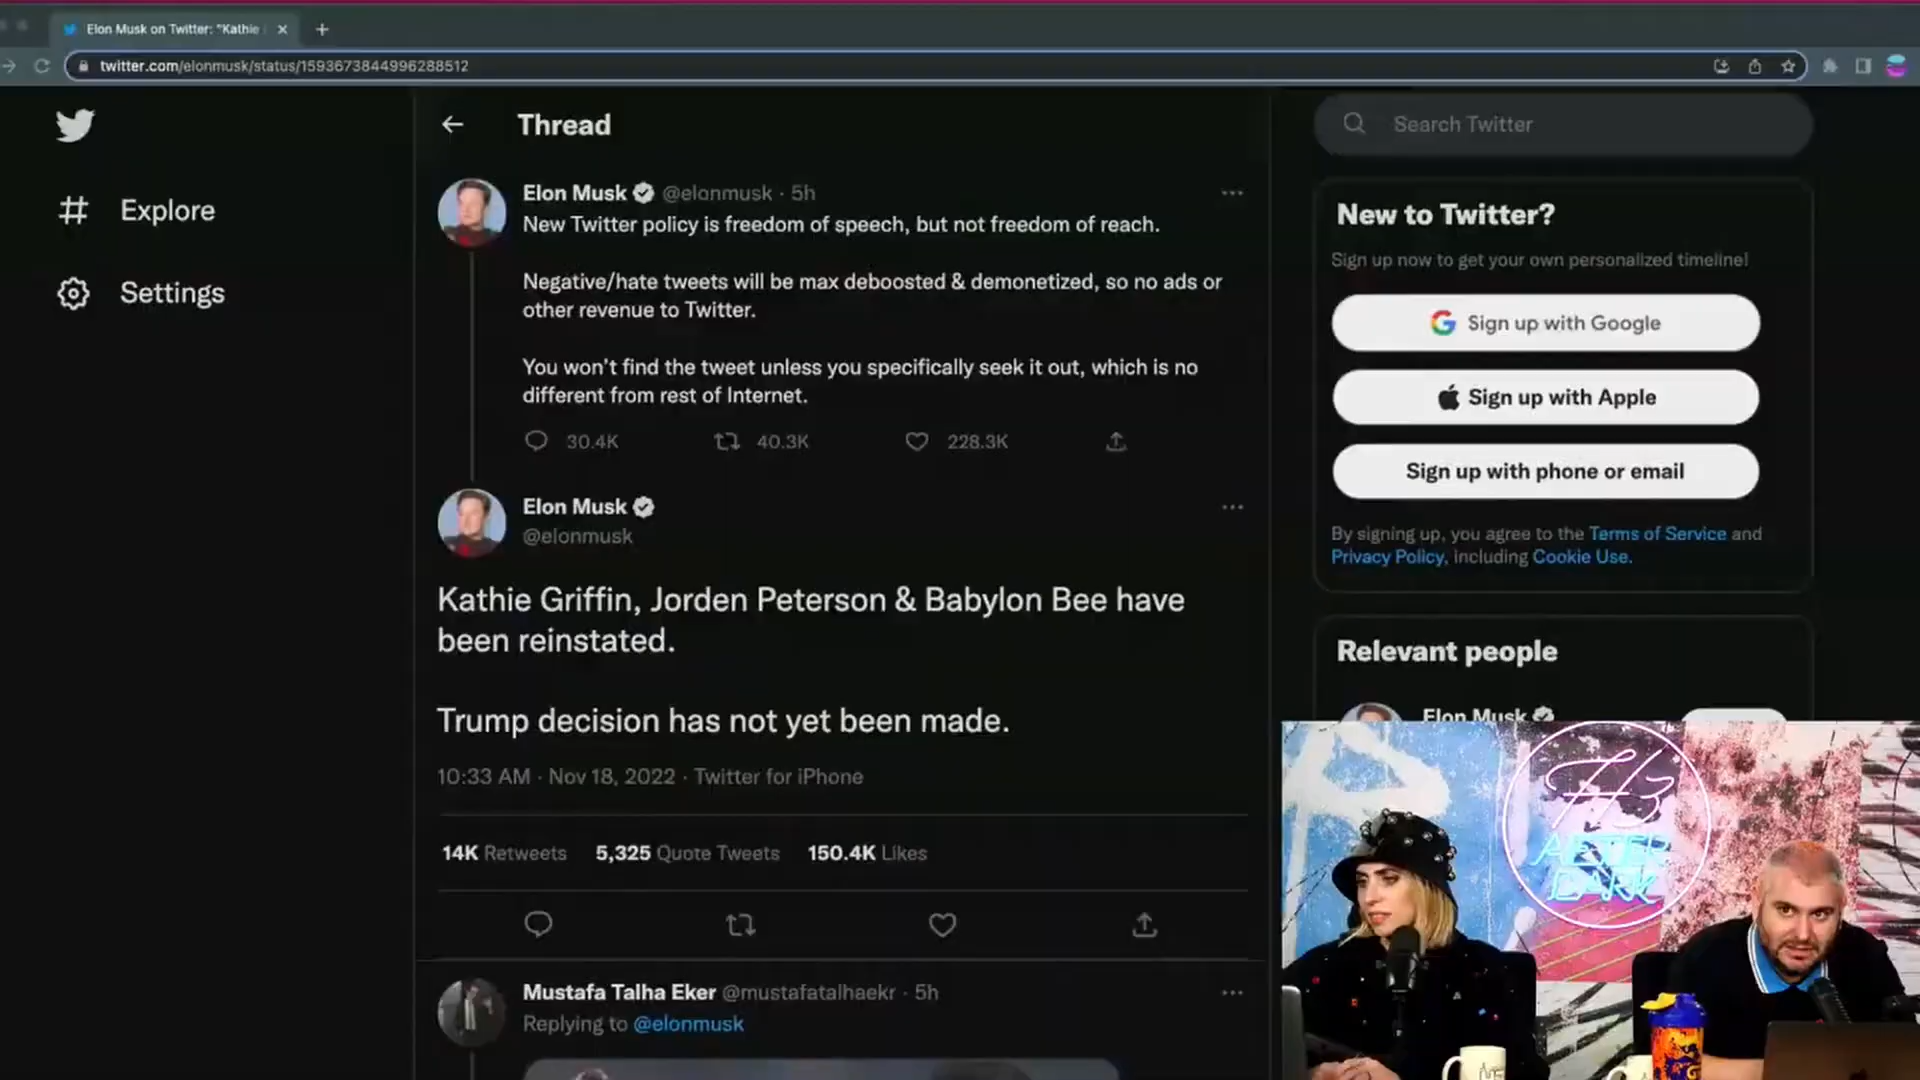 Elon Musk on Twitter: "Kathie
twitter.com/elonmusk/status/1593673844996288512
Thread
Search Twitter
Explore
Settings
Elon Musk @elonmusk · 5h
New Twitter policy is freedom of speech, but not freedom of reach.
Negative/hate tweets will be max deboosted & demonetized, so no ads or
other revenue to Twitter.
You won't find the tweet unless you specifically seek it out, which is no
different from rest of Internet.
30.4K 40.3K 228.3K
Elon Musk
@elonmusk
Kathie Griffin, Jorden Peterson & Babylon Bee have
been reinstated.
Trump decision has not yet been made.
10:33 AM · Nov 18, 2022 · Twitter for iPhone
14K Retweets 5,325 Quote Tweets 150.4K Likes
Mustafa Talha Eker @mustafatalhaekr · 5h
Replying to @elonmusk
New to Twitter?
Sign up now to get your own personalized timeline!
Sign up with Google
Sign up with Apple
Sign up with phone or email
By signing up, you agree to the Terms of Service and
Privacy Policy, including Cookie Use.
Relevant people
Elon Musk
H3
AFTER
DARK